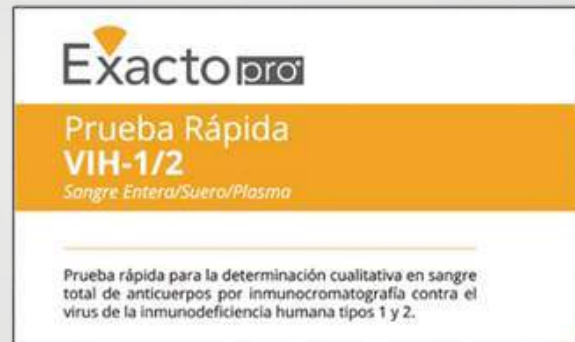 Exacto pro
Prueba Rápida
VIH-1/2
Sangre Entera/Suero/Plasma
Prueba rápida para la determinación cualitativa en sangre
total de anticuerpos por inmunocromatografía contra el
virus de la inmunodeficiencia humana tipos 1 y 2.